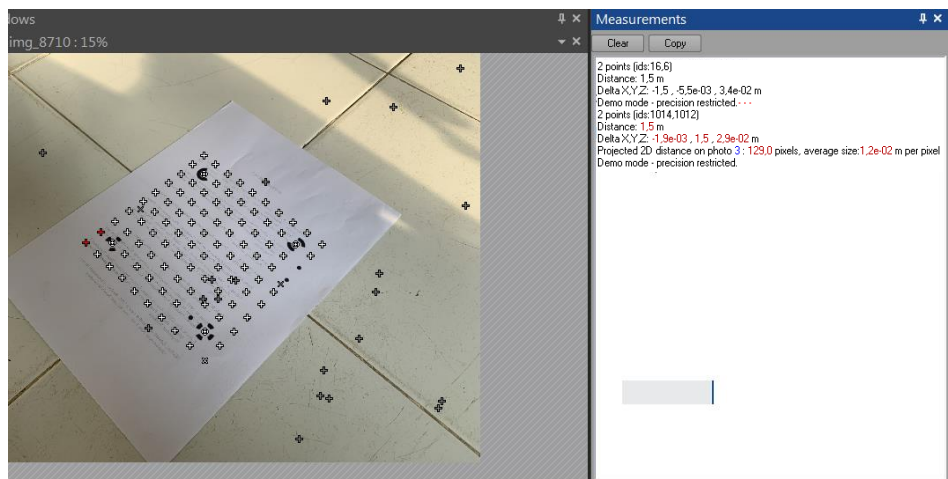 dows
img_8710 : 15%
Measurements
Clear Copy
2 points (ids:16,6)
Distance: 1,5 m
Delta X,Y,Z: -1,5 , -5,5e-03 , 3,4e-02 m
Demo mode - precision restricted.- - -
2 points (ids:1014,1012)
Distance: 1,5 m
Delta X,Y,Z: -1,9e-03 , 1,5 , 2,9e-02 m
Projected 2D distance on photo 3 : 129,0 pixels, average size:1,2e-02 m per pixel
Demo mode - precision restricted.